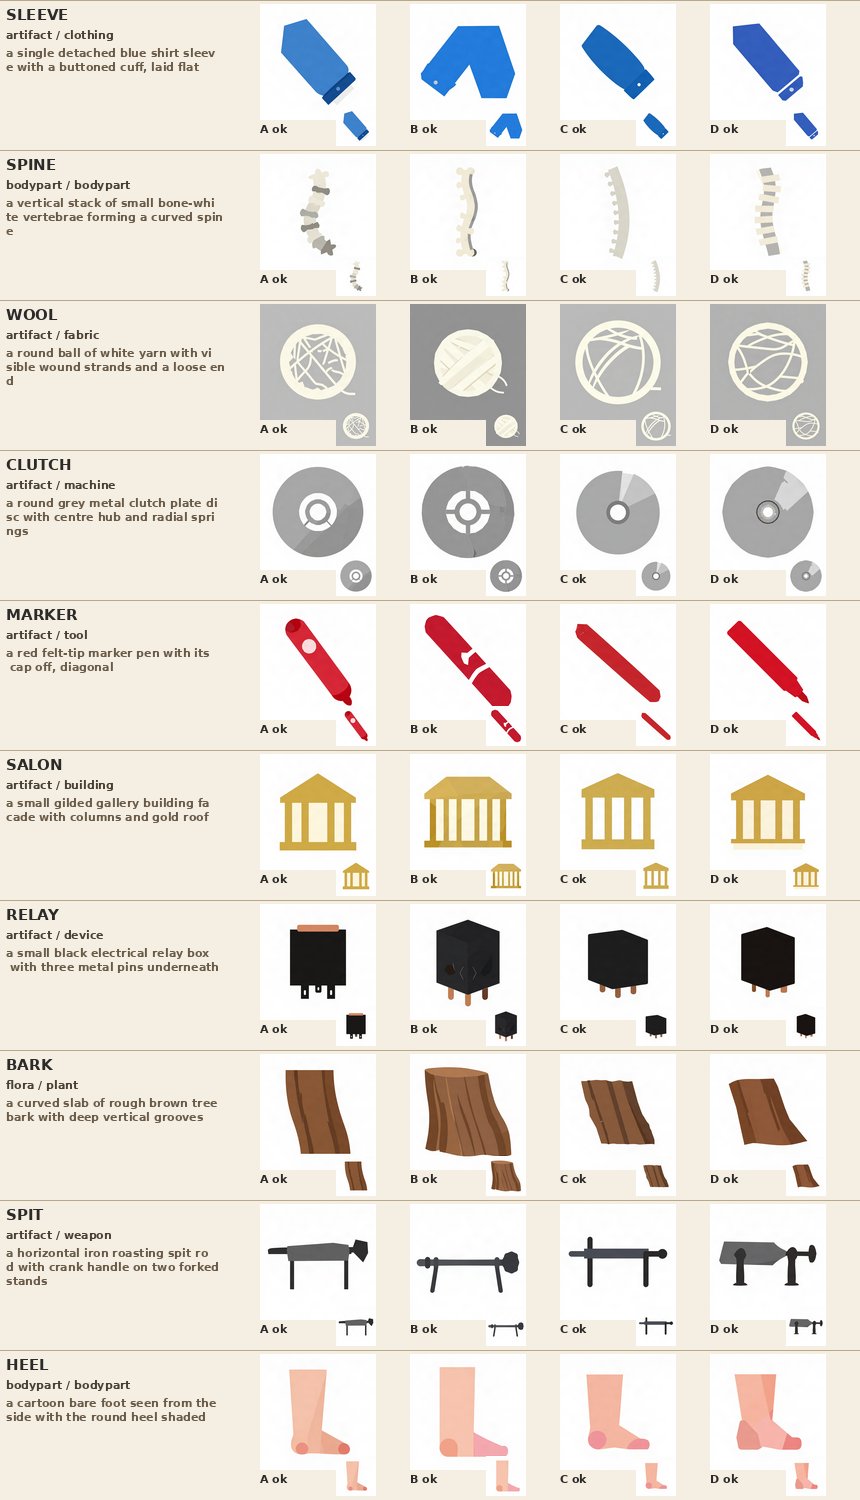 SLEEVE
artifact / clothing
a single detached blue shirt sleev
e with a buttoned cuff, laid flat
A ok
B ok
C ok
D ok
SPINE
bodypart / bodypart
a vertical stack of small bone-whi
te vertebrae forming a curved spin
e
A ok
B ok
C ok
D ok
WOOL
artifact / fabric
a round ball of white yarn with vi
sible wound strands and a loose en
d
A ok
B ok
C ok
D ok
CLUTCH
artifact / machine
a round grey metal clutch plate di
sc with centre hub and radial spri
ngs
A ok
B ok
C ok
D ok
MARKER
artifact / tool
a red felt-tip marker pen with its
cap off, diagonal
A ok
B ok
C ok
D ok
SALON
artifact / building
a small gilded gallery building fa
cade with columns and gold roof
A ok
B ok
C ok
D ok
RELAY
artifact / device
a small black electrical relay box
with three metal pins underneath
A ok
B ok
C ok
D ok
BARK
flora / plant
a curved slab of rough brown tree
bark with deep vertical grooves
A ok
B ok
C ok
D ok
SPIT
artifact / weapon
a horizontal iron roasting spit ro
d with crank handle on two forked
stands
A ok
B ok
C ok
D ok
HEEL
bodypart / bodypart
a cartoon bare foot seen from the
side with the round heel shaded
A ok
B ok
C ok
D ok